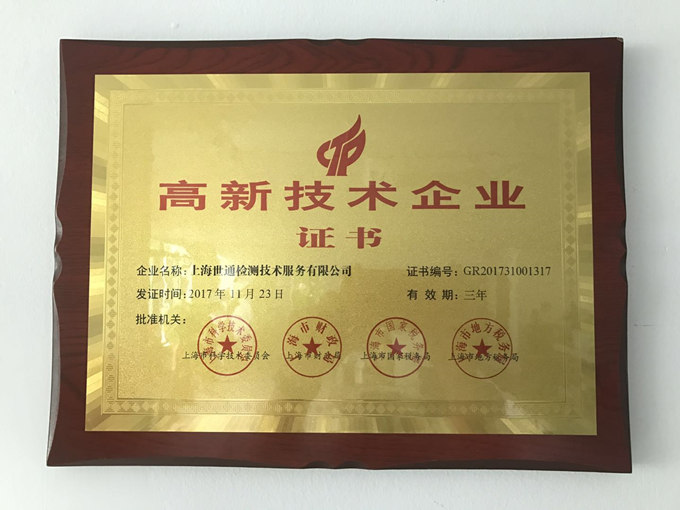 高新技术企业
证书
企业名称：上海世通检测技术服务有限公司 证书编号：GR201731001317
发证时间：2017年11月23日 有 效 期：三年
批准机关：
上海市科学技术委员会 上海市财政局 上海市国家税务局 上海市地方税务局